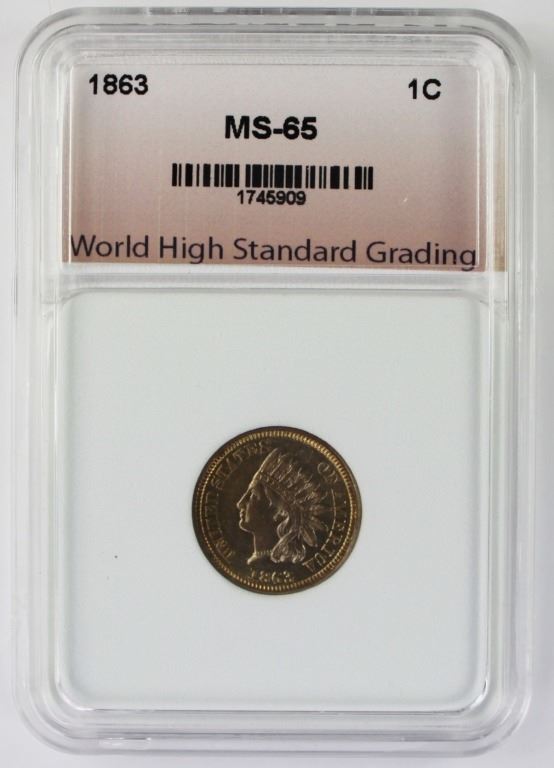 1863 1C
MS-65
1745909
World High Standard Grading
UNITED STATES OF AMERICA
1863